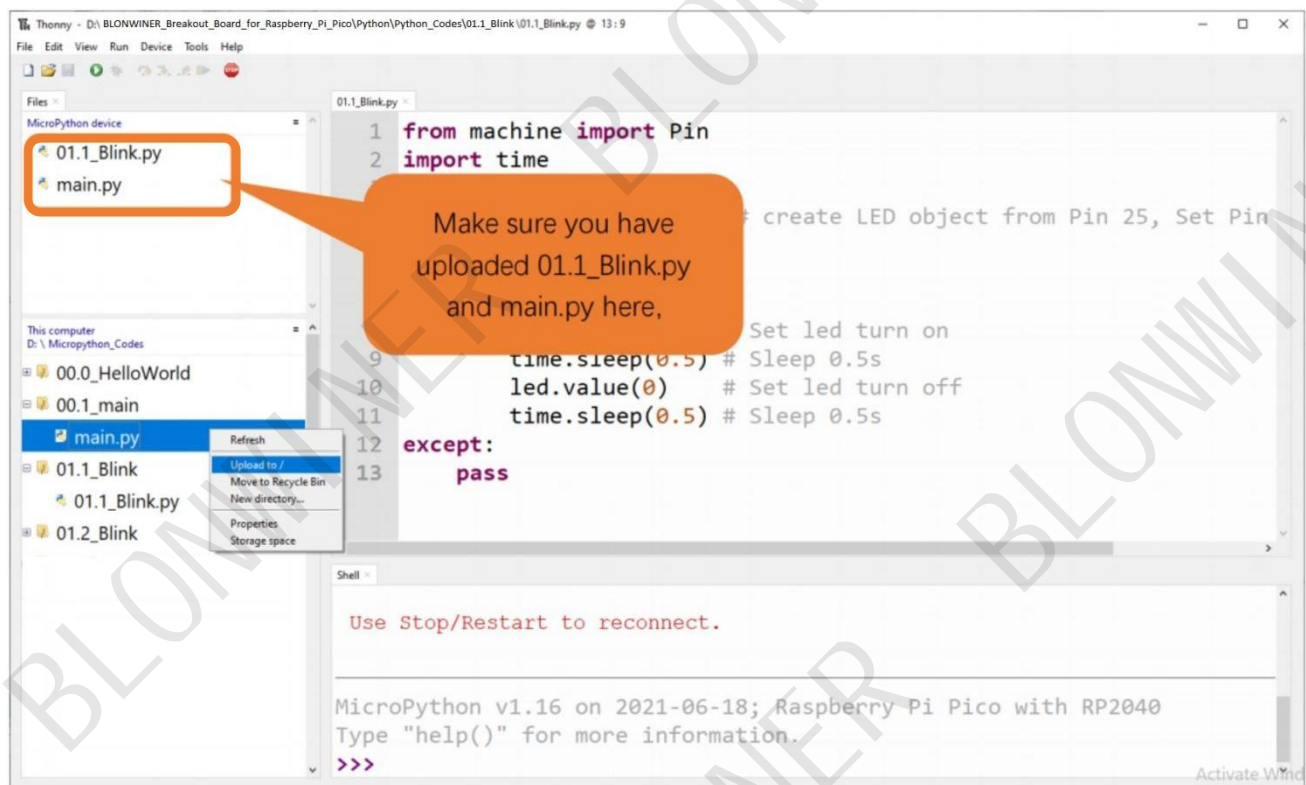 Thonny - D:\ BLONWINER_Breakout_Board_for_Raspberry_Pi_Pico\Python\Python_Codes\01.1_Blink\01.1_Blink.py @ 13:9
File Edit View Run Device Tools Help
Files
MicroPython device
01.1_Blink.py
main.py
This computer
D: \ Micropython_Codes
00.0_HelloWorld
00.1_main
main.py
01.1_Blink
01.1_Blink.py
01.2_Blink
Refresh
Upload to /
Move to Recycle Bin
New directory...
Properties
Storage space
01.1_Blink.py
1 from machine import Pin
2 import time
# create LED object from Pin 25, Set Pin
Make sure you have
uploaded 01.1_Blink.py
and main.py here,
Set led turn on
9 time.sleep(0.5) # Sleep 0.5s
10 led.value(0) # Set led turn off
11 time.sleep(0.5) # Sleep 0.5s
12 except:
13 pass
Shell
Use Stop/Restart to reconnect.
MicroPython v1.16 on 2021-06-18; Raspberry Pi Pico with RP2040
Type "help()" for more information.
>>>
Activate Wind
BLONWINER